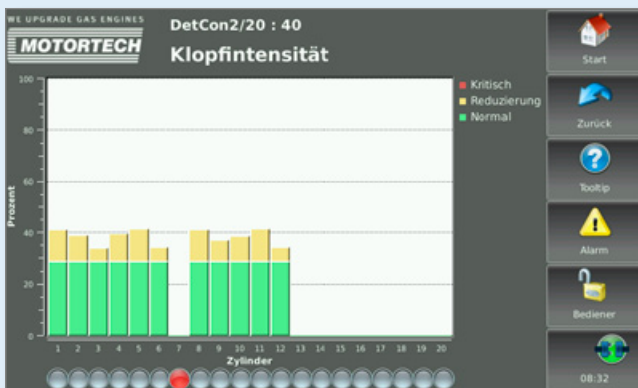 WE UPGRADE GAS ENGINES
MOTORTECH
DetCon2/20 : 40
Klopfintensität
Kritisch
Reduzierung
Normal
Prozent
100
80
60
40
20
0
1 2 3 4 5 6 7 8 9 10 11 12 13 14 15 16 17 18 19 20
Zylinder
Start
Zurück
Tooltip
Alarm
Bediener
08:32